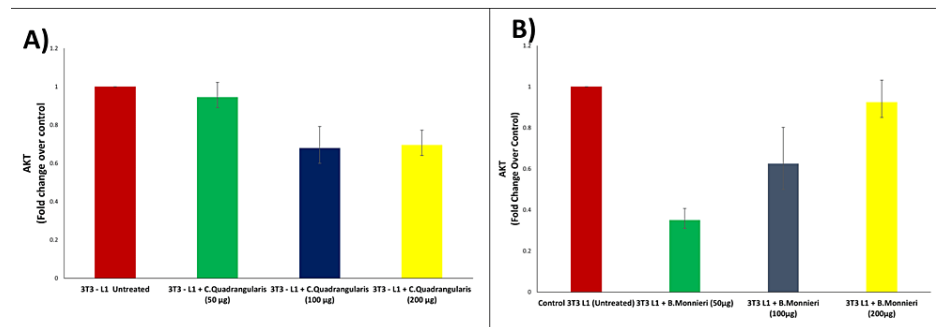 A)
1.2
1
0.8
0.6
0.4
0.2
0
AKT
(Fold change over control)
3T3 - L1 Untreated
3T3 - L1 + C.Quadrangularis
(50 µg)
3T3 - L1 + C.Quadrangularis
(100 µg)
3T3 - L1 + C.Quadrangularis
(200 µg)
B)
1.2
1
0.8
0.6
0.4
0.2
0
AKT
(Fold Change Over Control)
Control 3T3 L1 (Untreated)
3T3 L1 + B.Monnieri (50µg)
3T3 L1 + B.Monnieri
(100µg)
3T3 L1 + B.Monnieri
(200µg)